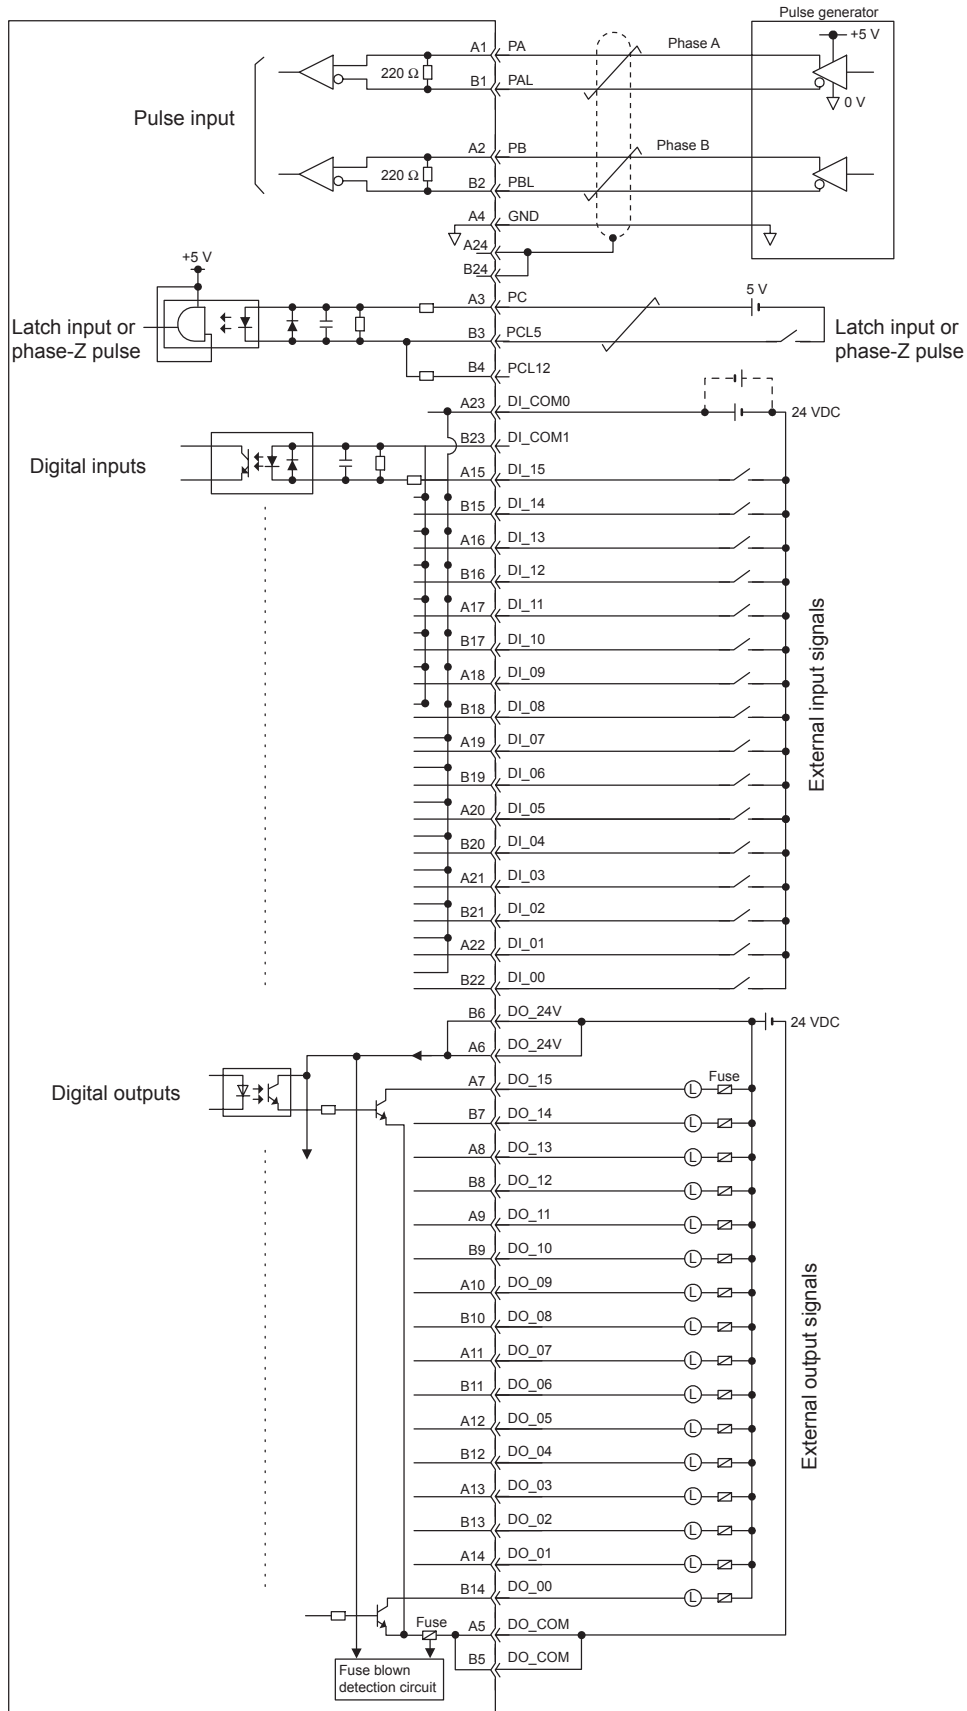 Pulse generator
+5 V
A1 PA
Phase A
220 Ω
B1 PAL
0 V
Pulse input
A2 PB
Phase B
220 Ω
B2 PBL
A4 GND
A24
B24
+5 V
A3 PC
5 V
Latch input or
phase-Z pulse
B3 PCL5
Latch input or
phase-Z pulse
B4 PCL12
A23 DI_COM0
24 VDC
B23 DI_COM1
Digital inputs
A15 DI_15
B15 DI_14
A16 DI_13
B16 DI_12
A17 DI_11
B17 DI_10
A18 DI_09
B18 DI_08
A19 DI_07
B19 DI_06
A20 DI_05
B20 DI_04
A21 DI_03
B21 DI_02
A22 DI_01
B22 DI_00
External input signals
B6 DO_24V
24 VDC
A6 DO_24V
Digital outputs
A7 DO_15
Fuse
L
B7 DO_14
L
A8 DO_13
L
B8 DO_12
L
A9 DO_11
L
B9 DO_10
L
A10 DO_09
L
B10 DO_08
L
A11 DO_07
L
B11 DO_06
L
A12 DO_05
L
B12 DO_04
L
A13 DO_03
L
B13 DO_02
L
A14 DO_01
L
B14 DO_00
L
External output signals
Fuse
A5 DO_COM
B5 DO_COM
Fuse blown
detection circuit